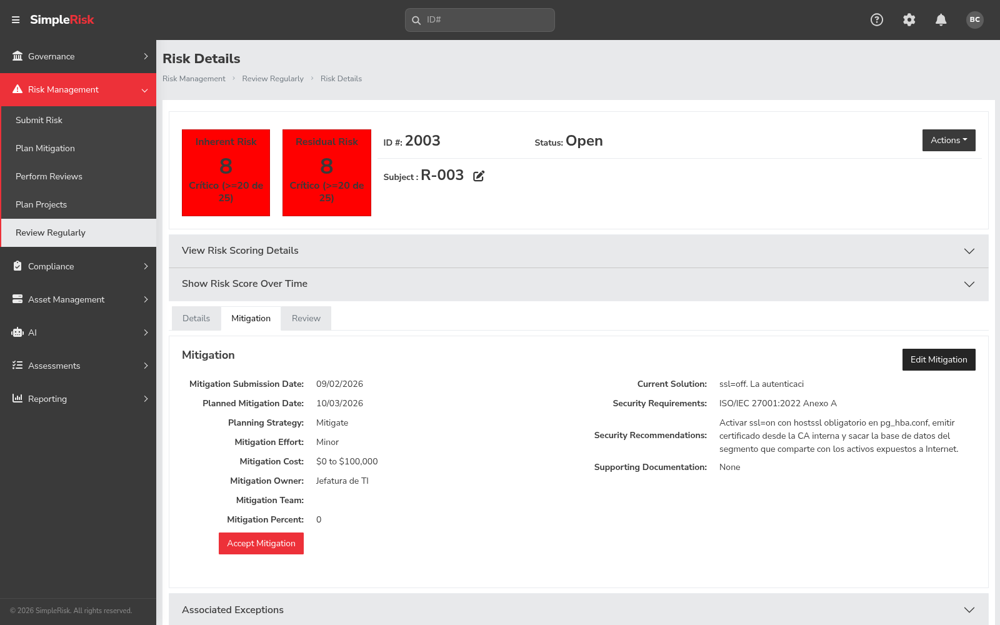 SimpleRisk
ID#
BC
Governance
Risk Management
Submit Risk
Plan Mitigation
Perform Reviews
Plan Projects
Review Regularly
Compliance
Asset Management
AI
Assessments
Reporting
© 2026 SimpleRisk. All rights reserved.
Risk Details
Risk Management > Review Regularly > Risk Details
Inherent Risk
8
Crítico (>=20 de
25)
Residual Risk
8
Crítico (>=20 de
25)
ID #: 2003
Status: Open
Actions
Subject : R-003
View Risk Scoring Details
Show Risk Score Over Time
Details
Mitigation
Review
Mitigation
Edit Mitigation
Mitigation Submission Date: 09/02/2026
Planned Mitigation Date: 10/03/2026
Planning Strategy: Mitigate
Mitigation Effort: Minor
Mitigation Cost: $0 to $100,000
Mitigation Owner: Jefatura de TI
Mitigation Team:
Mitigation Percent: 0
Accept Mitigation
Current Solution: ssl=off. La autenticaci
Security Requirements: ISO/IEC 27001:2022 Anexo A
Security Recommendations: Activar ssl=on con hostssl obligatorio en pg_hba.conf, emitir
certificado desde la CA interna y sacar la base de datos del
segmento que comparte con los activos expuestos a Internet.
Supporting Documentation: None
Associated Exceptions